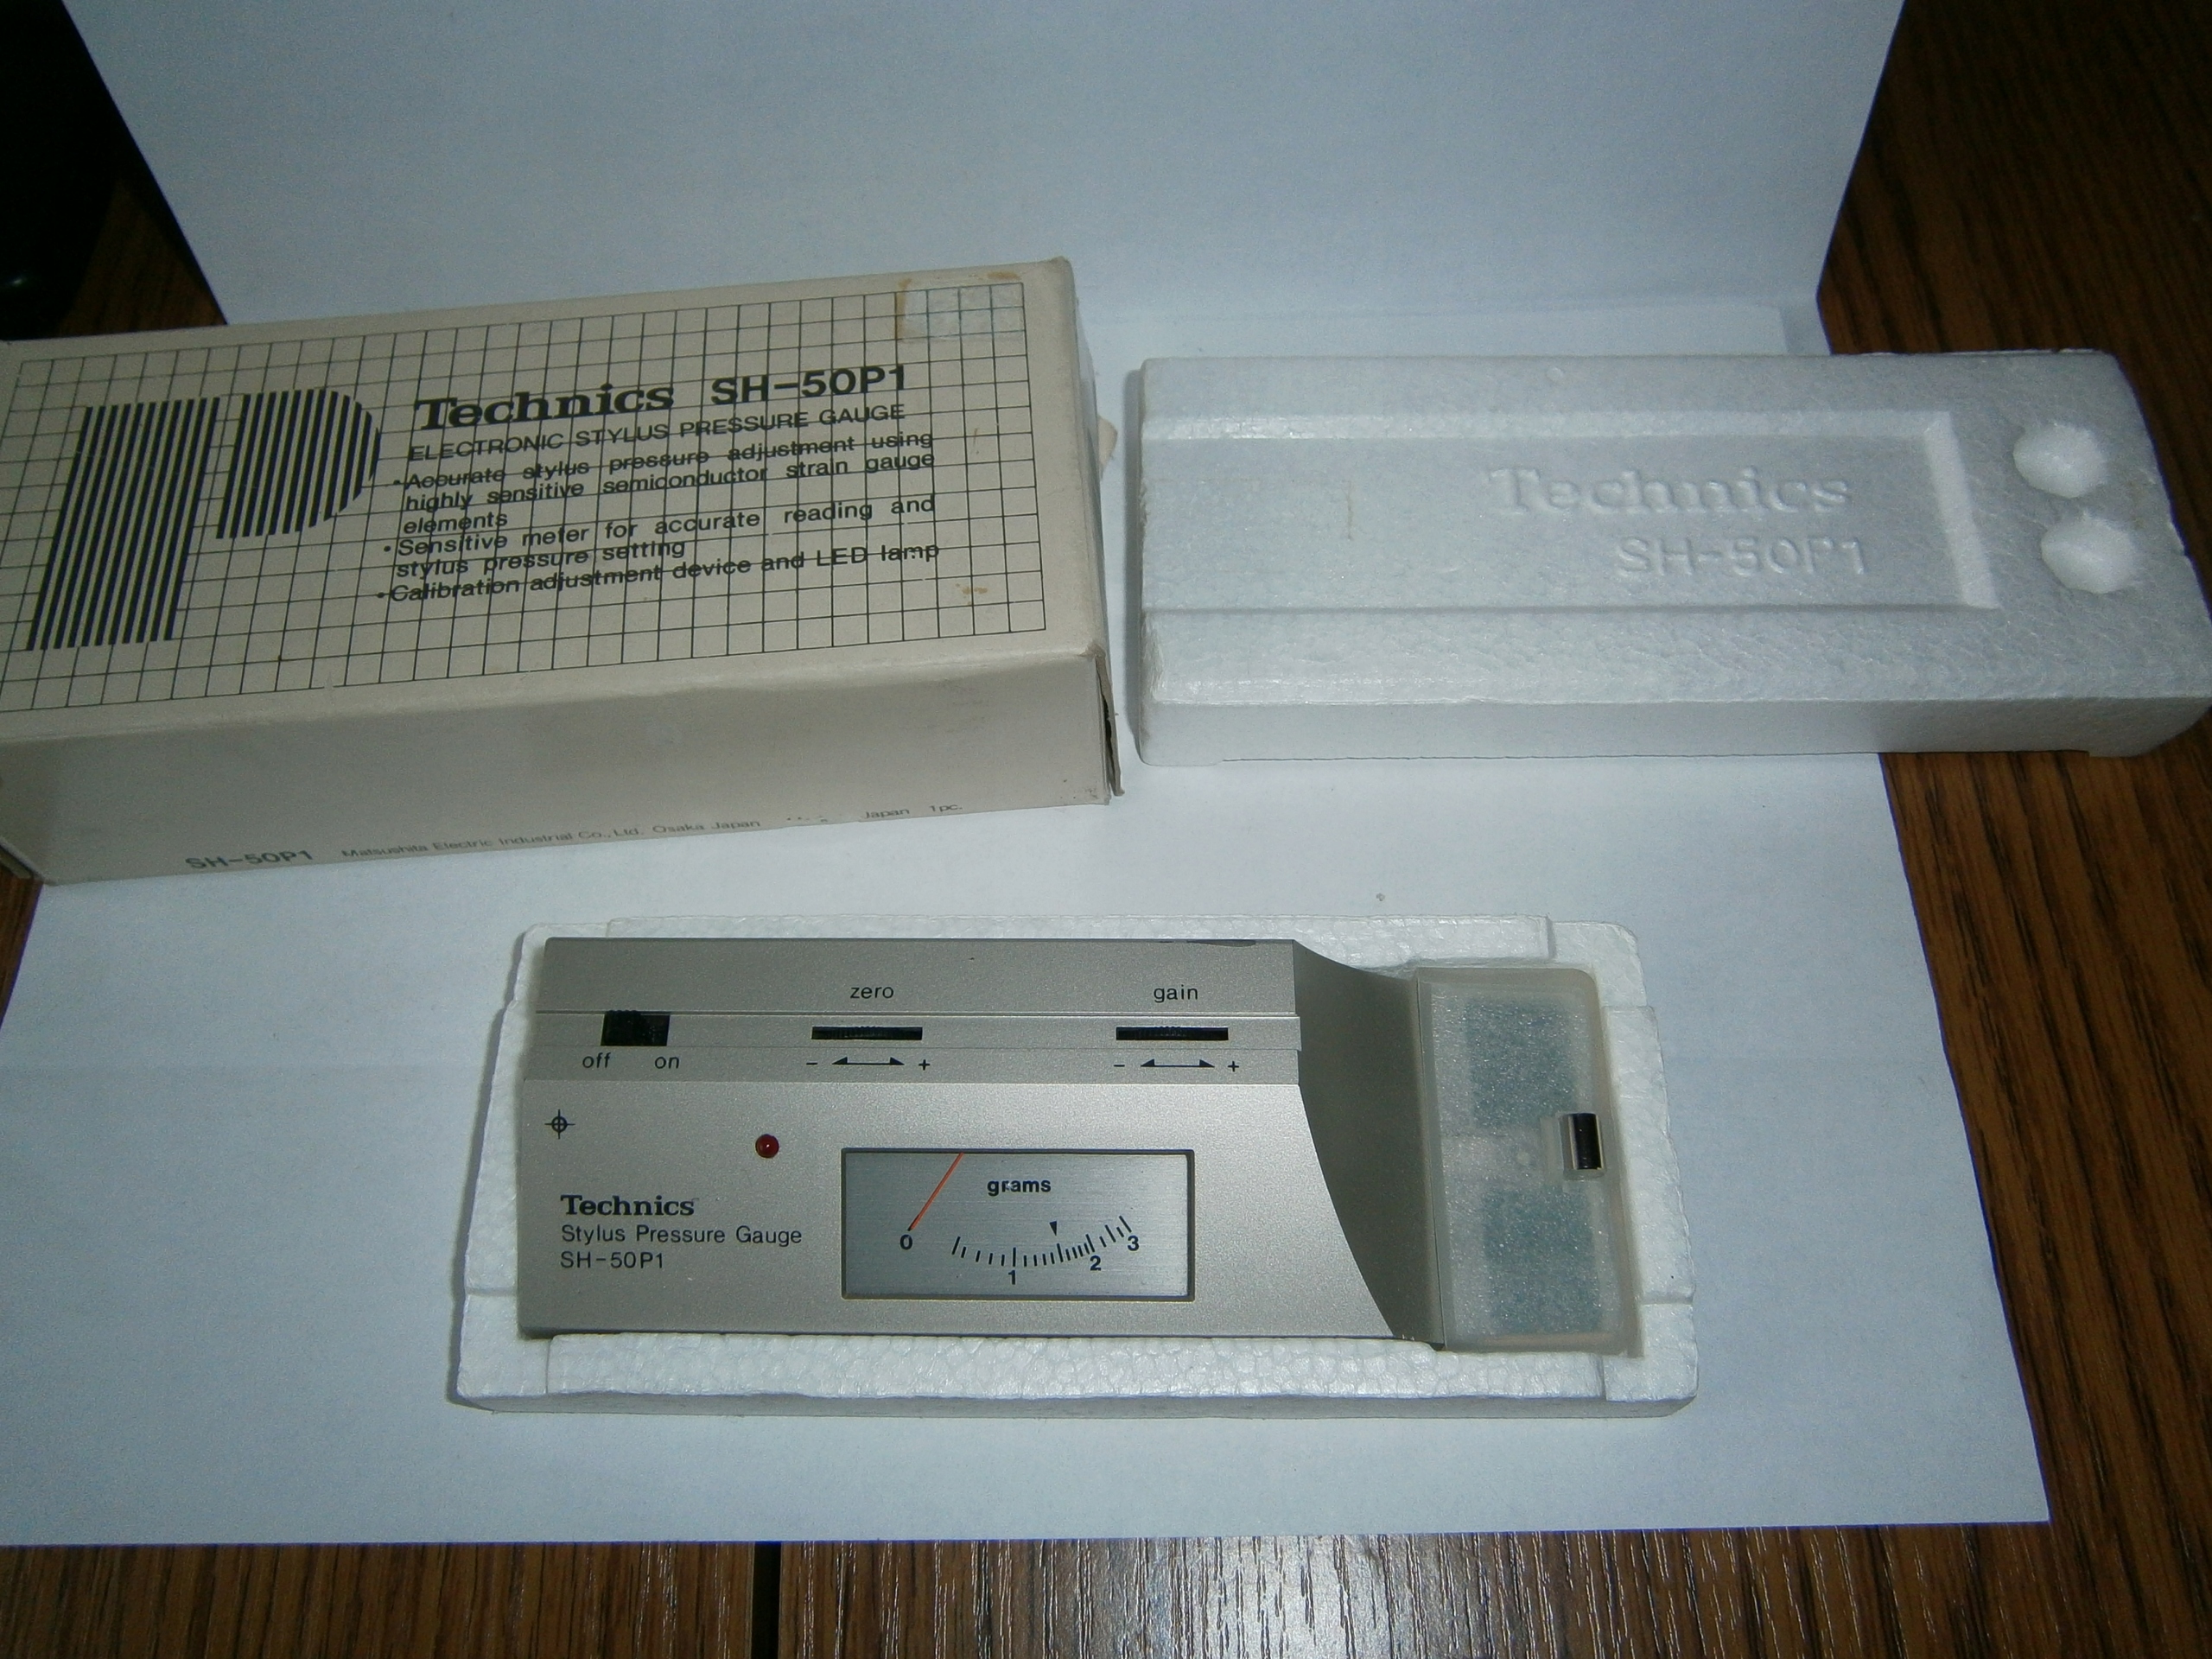 Technics SH-50P1
ELECTRONIC STYLUS PRESSURE GAUGE
•Accurate stylus pressure adjustment using
highly sensitive semiconductor strain gauge
elements
•Sensitive meter for accurate reading and
stylus pressure setting
•Calibration adjustment device and LED lamp
SH-50P1 Matsushita Electric Industrial Co., Ltd. Osaka Japan Japan 1pc.
Technics
SH-50P1
zero gain
off on - + - +
Technics
Stylus Pressure Gauge
SH-50P1
grams
0 1 2 3